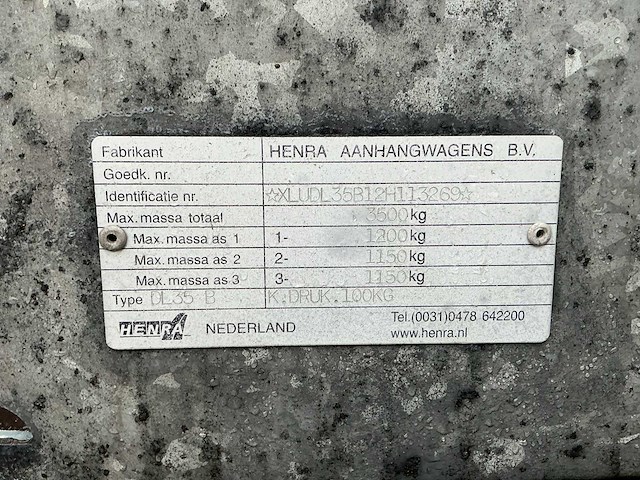 Fabrikant HENRA AANHANGWAGENS B.V.
Goedk. nr.
Identificatie nr. ☆XLUDL35B12H113269☆
Max. massa totaal 3500kg
Max. massa as 1 1- 1200kg
Max. massa as 2 2- 1150kg
Max. massa as 3 3- 1150kg
Type DL35 B K.DRUK.100KG
HENRA NEDERLAND Tel.(0031)0478 642200
www.henra.nl